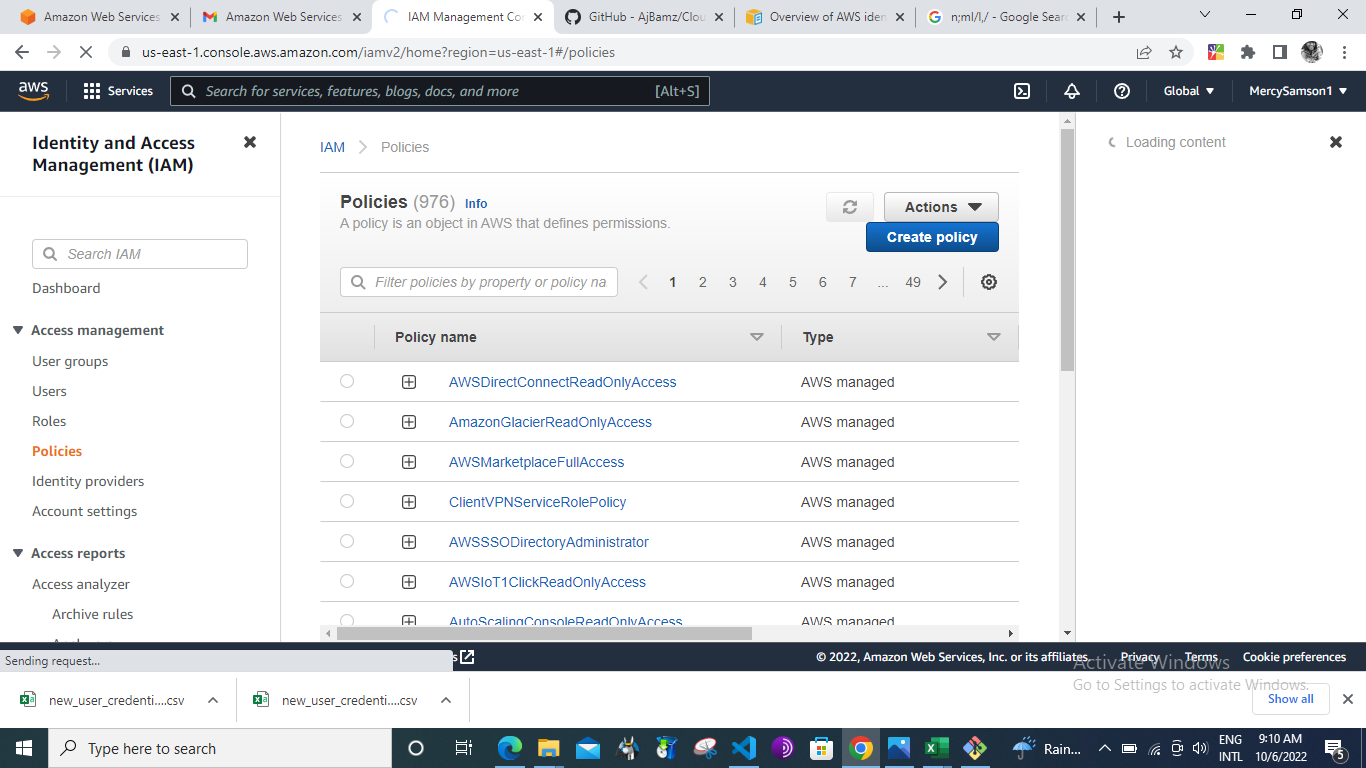 Amazon Web Services
Amazon Web Services
IAM Management Con
GitHub - AjBamz/Clou
Overview of AWS iden
n;ml/l,/ - Google Sear
us-east-1.console.aws.amazon.com/iamv2/home?region=us-east-1#/policies
aws
Services
Search for services, features, blogs, docs, and more
[Alt+S]
Global
MercySamson1
Identity and Access
Management (IAM)
Search IAM
Dashboard
Access management
User groups
Users
Roles
Policies
Identity providers
Account settings
Access reports
Access analyzer
Archive rules
IAM
Policies
Policies (976) Info
A policy is an object in AWS that defines permissions.
Actions
Create policy
Filter policies by property or policy na
1 2 3 4 5 6 7 ... 49
Policy name
Type
AWSDirectConnectReadOnlyAccess AWS managed
AmazonGlacierReadOnlyAccess AWS managed
AWSMarketplaceFullAccess AWS managed
ClientVPNServiceRolePolicy AWS managed
AWSSSODirectoryAdministrator AWS managed
AWSIoT1ClickReadOnlyAccess AWS managed
AutoScalingConsoleReadOnlyAccess AWS managed
Loading content
Sending request...
s
© 2022, Amazon Web Services, Inc. or its affiliates.
Privacy
Terms
Cookie preferences
Activate Windows
Go to Settings to activate Windows.
new_user_credenti....csv
new_user_credenti....csv
Show all
Type here to search
Rain...
ENG
INTL
9:10 AM
10/6/2022
5